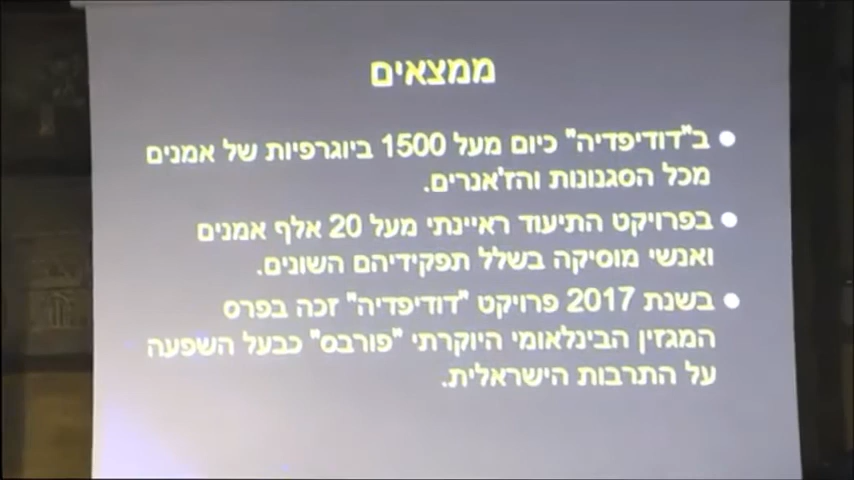 ממצאים
ב"דודיפדיה" כיום מעל 1500 ביוגרפיות של אמנים
מכל הסגנונות והז'אנרים.
בפרויקט התיעוד ראיינתי מעל 20 אלף אמנים
ואנשי מוסיקה בשלל תפקידיהם השונים.
בשנת 2017 פרויקט "דודיפדיה" זכה בפרס
המגזין הבינלאומי היוקרתי "פורבס" כבעל השפעה
על התרבות הישראלית.